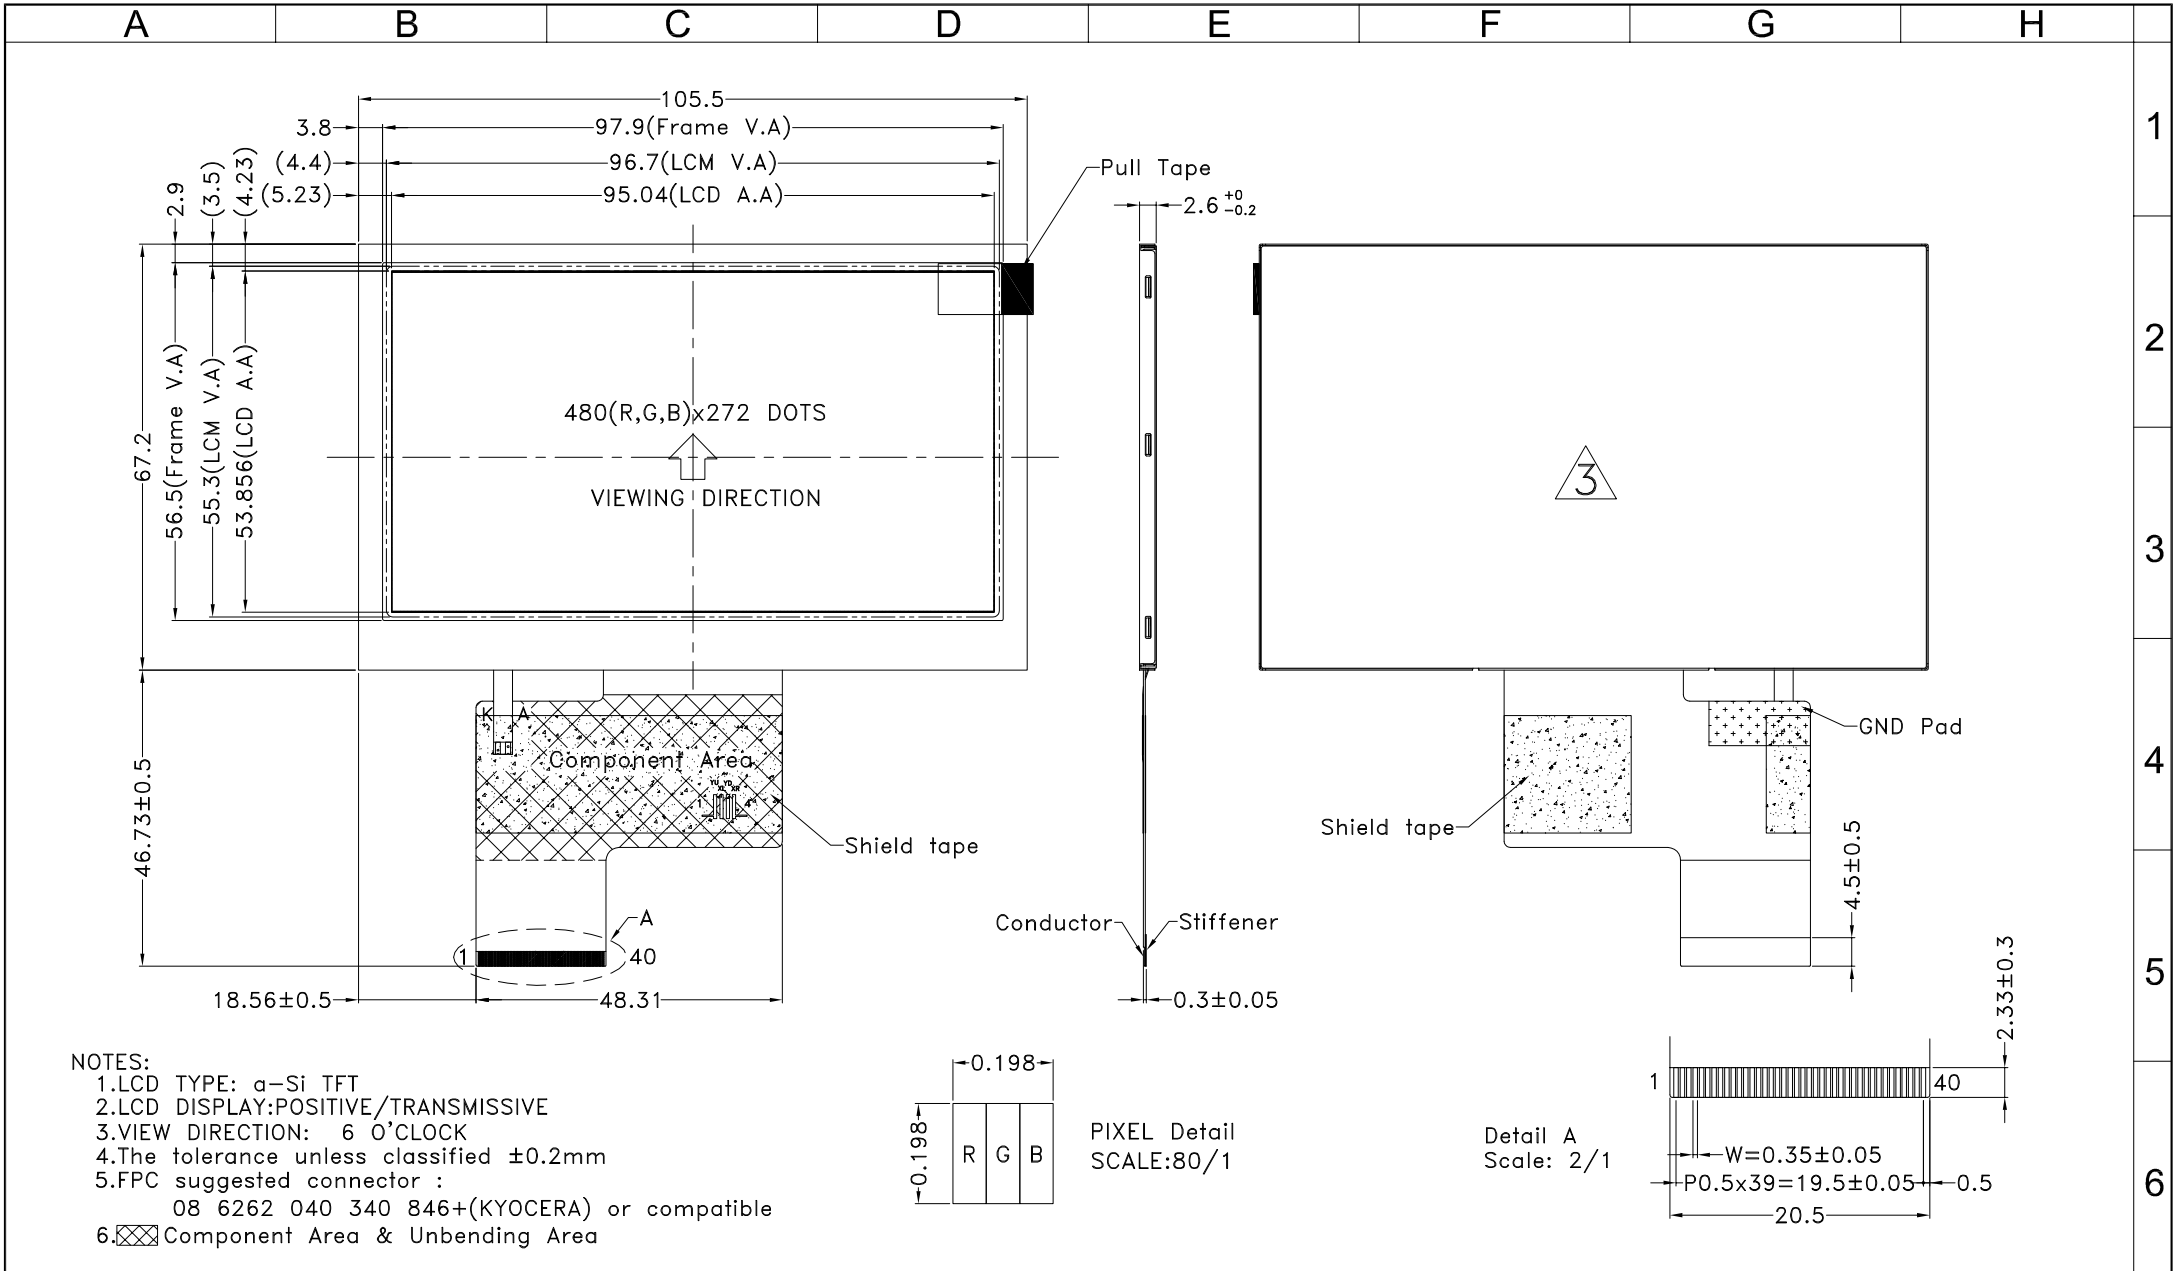 A B C D E F G H
1
2
3
4
5
6
105.5
3.8
97.9(Frame V.A)
(4.4)
96.7(LCM V.A)
(5.23)
95.04(LCD A.A)
2.9
(3.5)
(4.23)
67.2
56.5(Frame V.A)
55.3(LCM V.A)
53.856(LCD A.A)
480(R,G,B)x272 DOTS
VIEWING DIRECTION
Pull Tape
2.6 +0 -0.2
3
K A
Component Area
YU YD
XL XR
1 4
Shield tape
46.73±0.5
A
1 40
18.56±0.5
48.31
Conductor
Stiffener
0.3±0.05
GND Pad
Shield tape
4.5±0.5
2.33±0.3
NOTES:
1.LCD TYPE: a-Si TFT
2.LCD DISPLAY:POSITIVE/TRANSMISSIVE
3.VIEW DIRECTION: 6 O'CLOCK
4.The tolerance unless classified ±0.2mm
5.FPC suggested connector :
08 6262 040 340 846+(KYOCERA) or compatible
6. Component Area & Unbending Area
0.198
0.198
R G B
PIXEL Detail
SCALE:80/1
Detail A
Scale: 2/1
1 40
W=0.35±0.05
P0.5x39=19.5±0.05
0.5
20.5